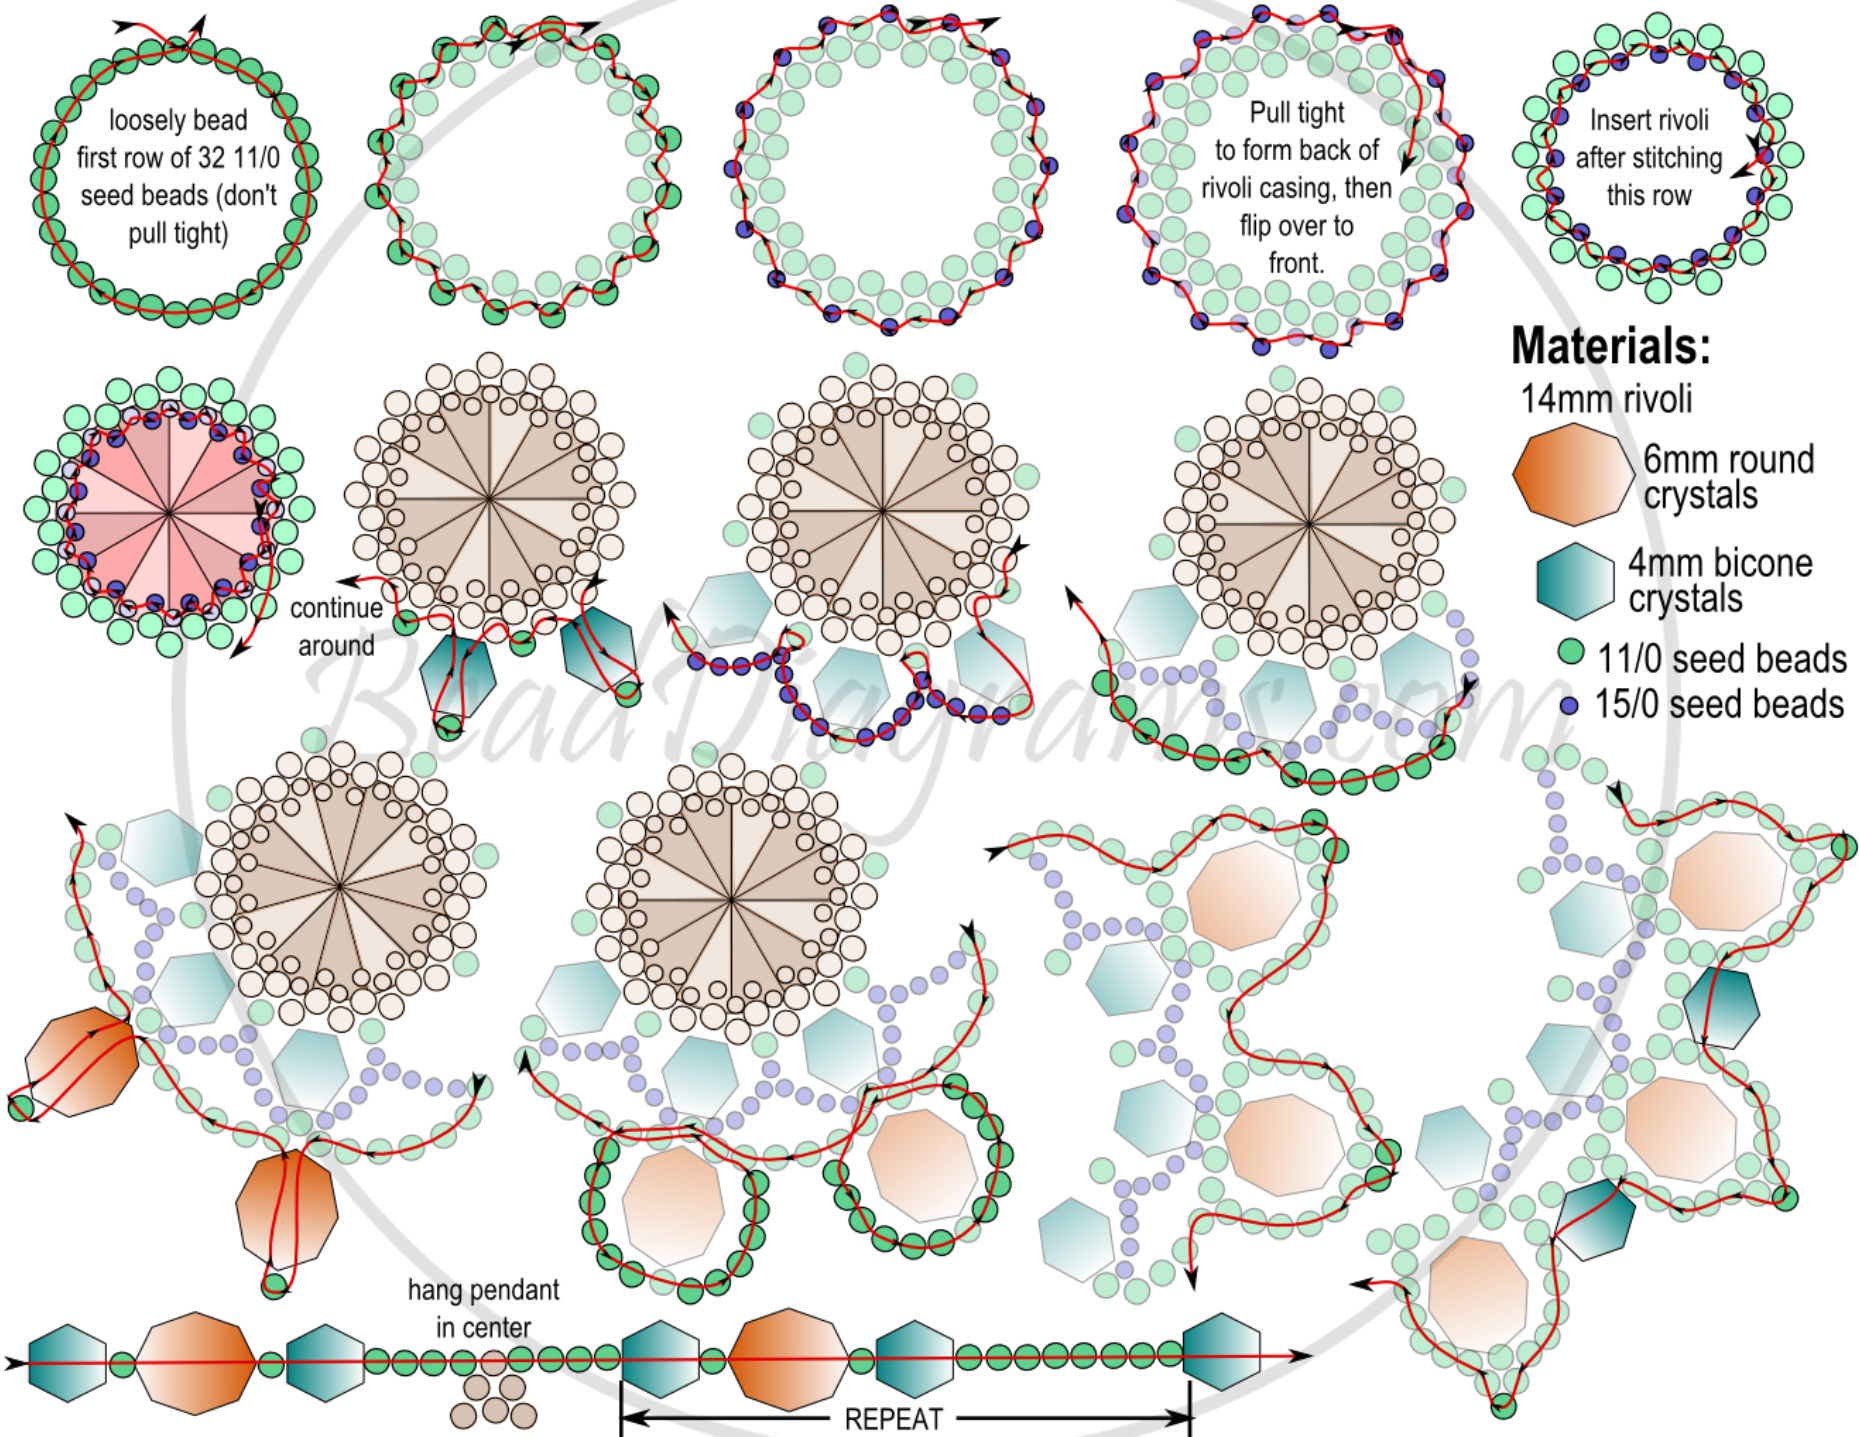 loosely bead
first row of 32 11/0
seed beads (don't
pull tight)
Pull tight
to form back of
rivoli casing, then
flip over to
front.
Insert rivoli
after stitching
this row
Materials:
14mm rivoli
6mm round
crystals
4mm bicone
crystals
11/0 seed beads
15/0 seed beads
continue
around
BeadDiagrams.com
hang pendant
in center
REPEAT